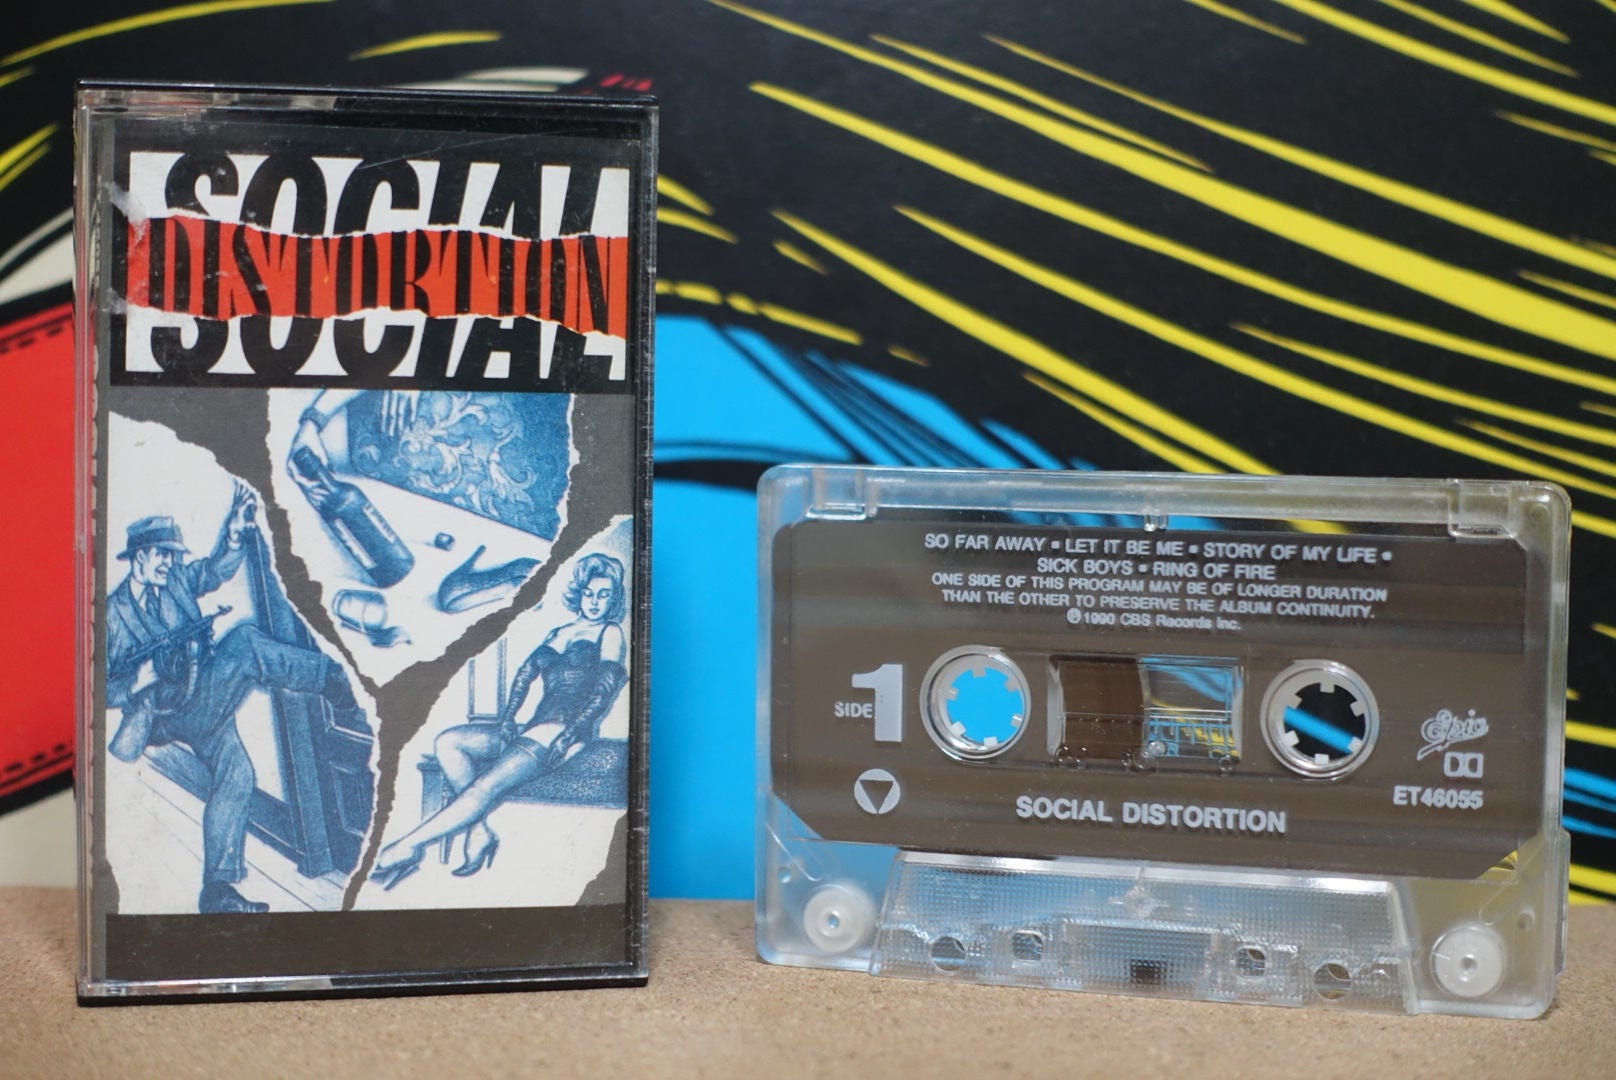 SOCIAL
DISTORTION
SOCIAL
SO FAR AWAY ▪ LET IT BE ME ▪ STORY OF MY LIFE ▪
SICK BOYS ▪ RING OF FIRE
ONE SIDE OF THIS PROGRAM MAY BE OF LONGER DURATION
THAN THE OTHER TO PRESERVE THE ALBUM CONTINUITY.
℗ 1990 CBS Records Inc.
SIDE 1
Epic
ET46055
SOCIAL DISTORTION